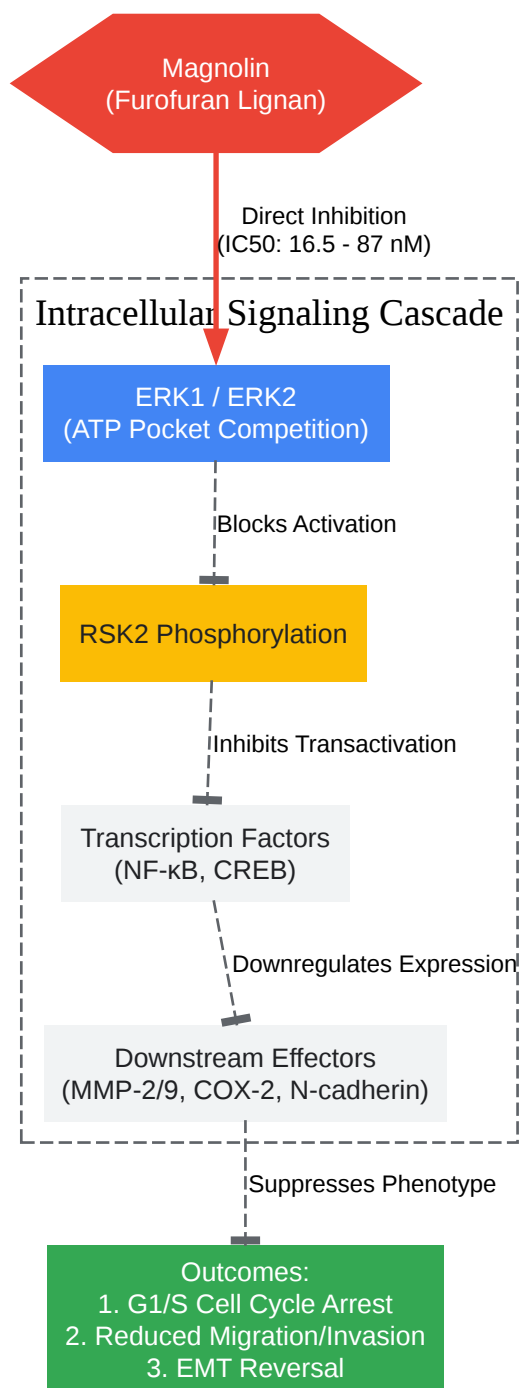 Magnolin
(Furofuran Lignan)
Direct Inhibition
(IC50: 16.5 - 87 nM)
Intracellular Signaling Cascade
ERK1 / ERK2
(ATP Pocket Competition)
Blocks Activation
RSK2 Phosphorylation
Inhibits Transactivation
Transcription Factors
(NF-κB, CREB)
Downregulates Expression
Downstream Effectors
(MMP-2/9, COX-2, N-cadherin)
Suppresses Phenotype
Outcomes:
1. G1/S Cell Cycle Arrest
2. Reduced Migration/Invasion
3. EMT Reversal